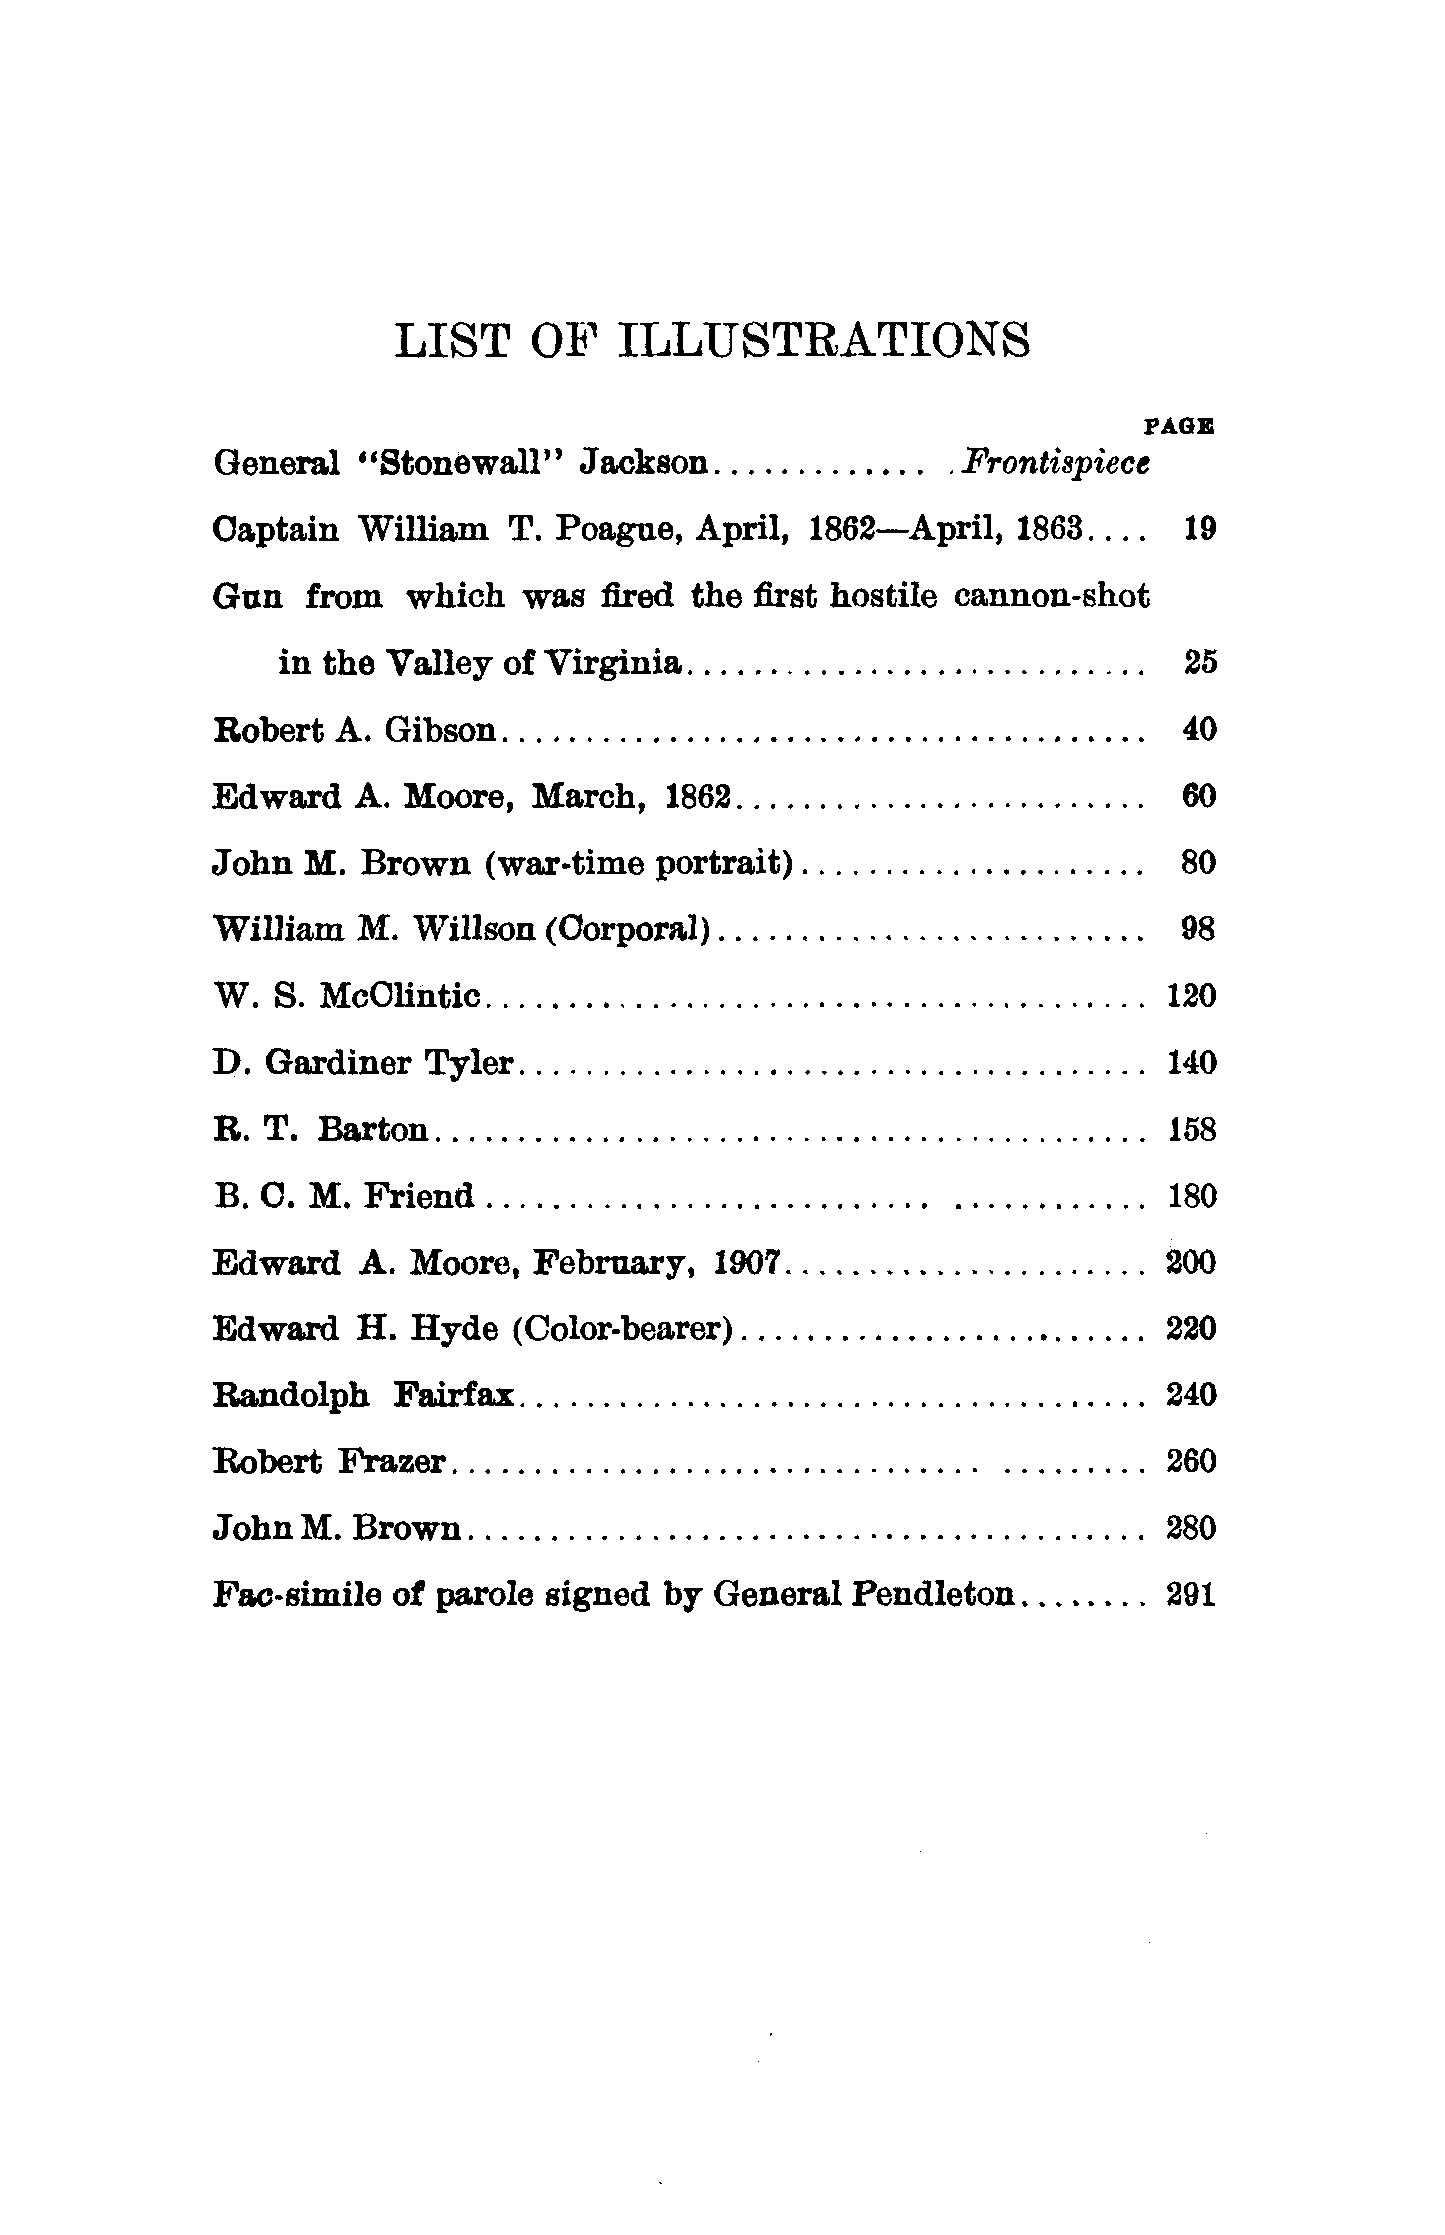 LIST OF ILLUSTRATIONS
PAGE
General “Stonewall” Jackson..............Frontispiece
Captain William T. Poague, April, 1862—April, 1863.... 19
Gun from which was fired the first hostile cannon-shot
in the Valley of Virginia............................ 25
Robert A. Gibson....................................... 40
Edward A. Moore, March, 1862......................... 60
John M. Brown (war-time portrait)..................... 80
William M. Willson (Corporal).......................... 98
W. S. McClintic........................................ 120
D. Gardiner Tyler...................................... 140
R. T. Barton........................................... 158
B. C. M. Friend........................................ 180
Edward A. Moore, February, 1907...................... 200
Edward H. Hyde (Color-bearer)......................... 220
Randolph Fairfax...................................... 240
Robert Frazer......................................... 260
John M. Brown......................................... 280
Fac-simile of parole signed by General Pendleton........ 291